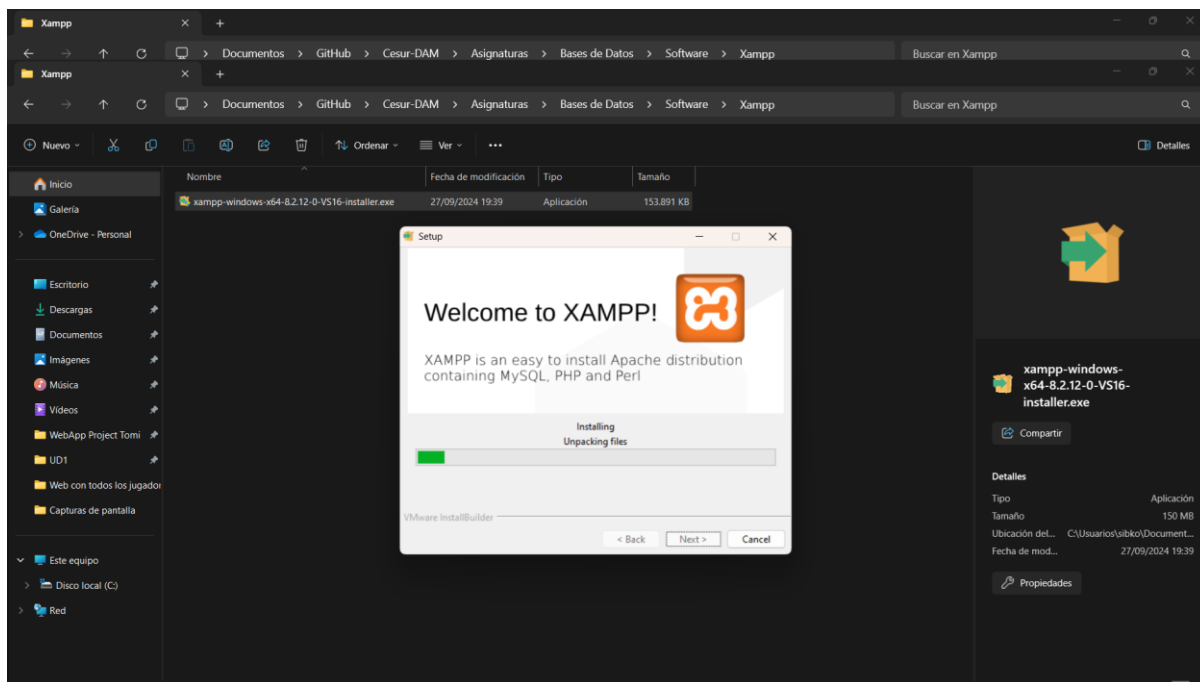 Xampp
Documentos > GitHub > Cesur-DAM > Asignaturas > Bases de Datos > Software > Xampp
Buscar en Xampp
Xampp
Documentos > GitHub > Cesur-DAM > Asignaturas > Bases de Datos > Software > Xampp
Buscar en Xampp
Nuevo
Ordenar
Ver
Detalles
Inicio
Galería
OneDrive - Personal
Escritorio
Descargas
Documentos
Imágenes
Música
Vídeos
WebApp Project Tomi
UD1
Web con todos los jugador
Capturas de pantalla
Este equipo
Disco local (C:)
Red
Nombre Fecha de modificación Tipo Tamaño
xampp-windows-x64-8.2.12-0-VS16-installer.exe 27/09/2024 19:39 Aplicación 153.891 KB
Setup
Welcome to XAMPP!
XAMPP is an easy to install Apache distribution
containing MySQL, PHP and Perl
Installing
Unpacking files
VMware InstallBuilder
< Back Next > Cancel
xampp-windows-
x64-8.2.12-0-VS16-
installer.exe
Compartir
Detalles
Tipo Aplicación
Tamaño 150 MB
Ubicación del... C:\Usuarios\sibko\Document...
Fecha de mod... 27/09/2024 19:39
Propiedades